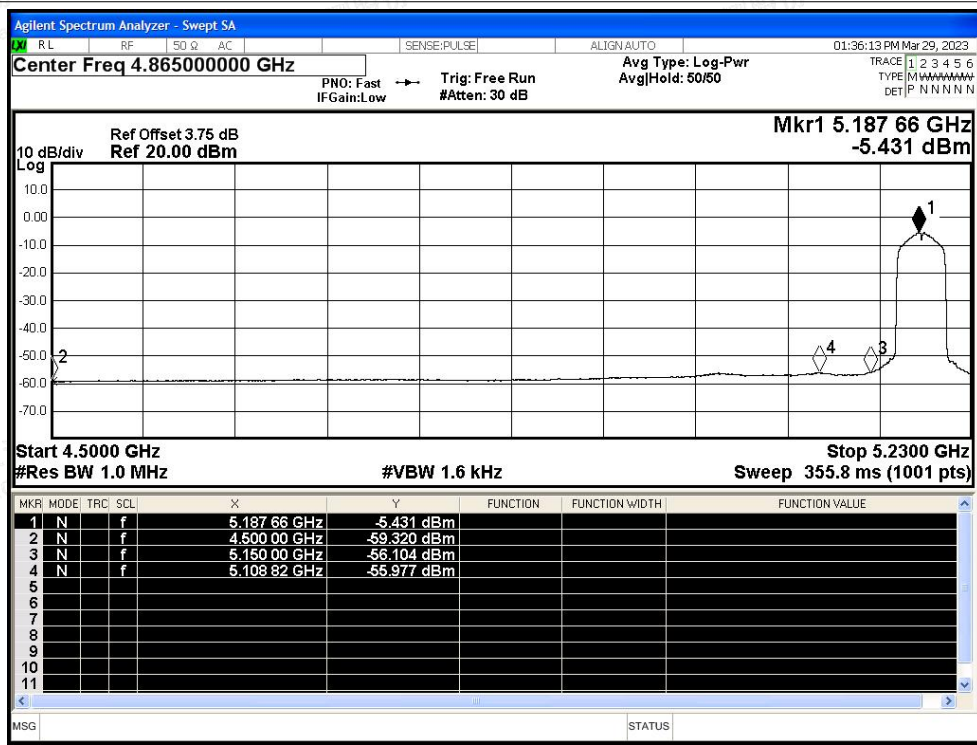 Agilent Spectrum Analyzer - Swept SA
LXI RL RF 50 Ω AC SENSE:PULSE ALIGN AUTO 01:36:13 PM Mar 29, 2023
Center Freq 4.865000000 GHz
PNO: Fast
IFGain:Low
Trig: Free Run
#Atten: 30 dB
Avg Type: Log-Pwr
Avg|Hold: 50/50
TRACE 1 2 3 4 5 6
TYPE M
DET P N N N N N
Mkr1 5.187 66 GHz
-5.431 dBm
Ref Offset 3.75 dB
10 dB/div Ref 20.00 dBm
Log
10.0
0.00
-10.0
-20.0
-30.0
-40.0
-50.0
-60.0
-70.0
1
2
4
3
Start 4.5000 GHz Stop 5.2300 GHz
#Res BW 1.0 MHz #VBW 1.6 kHz Sweep 355.8 ms (1001 pts)
MKR MODE TRC SCL X Y FUNCTION FUNCTION WIDTH FUNCTION VALUE
1 N f 5.187 66 GHz -5.431 dBm
2 N f 4.500 00 GHz -59.320 dBm
3 N f 5.150 00 GHz -56.104 dBm
4 N f 5.108 82 GHz -55.977 dBm
5
6
7
8
9
10
11
MSG STATUS